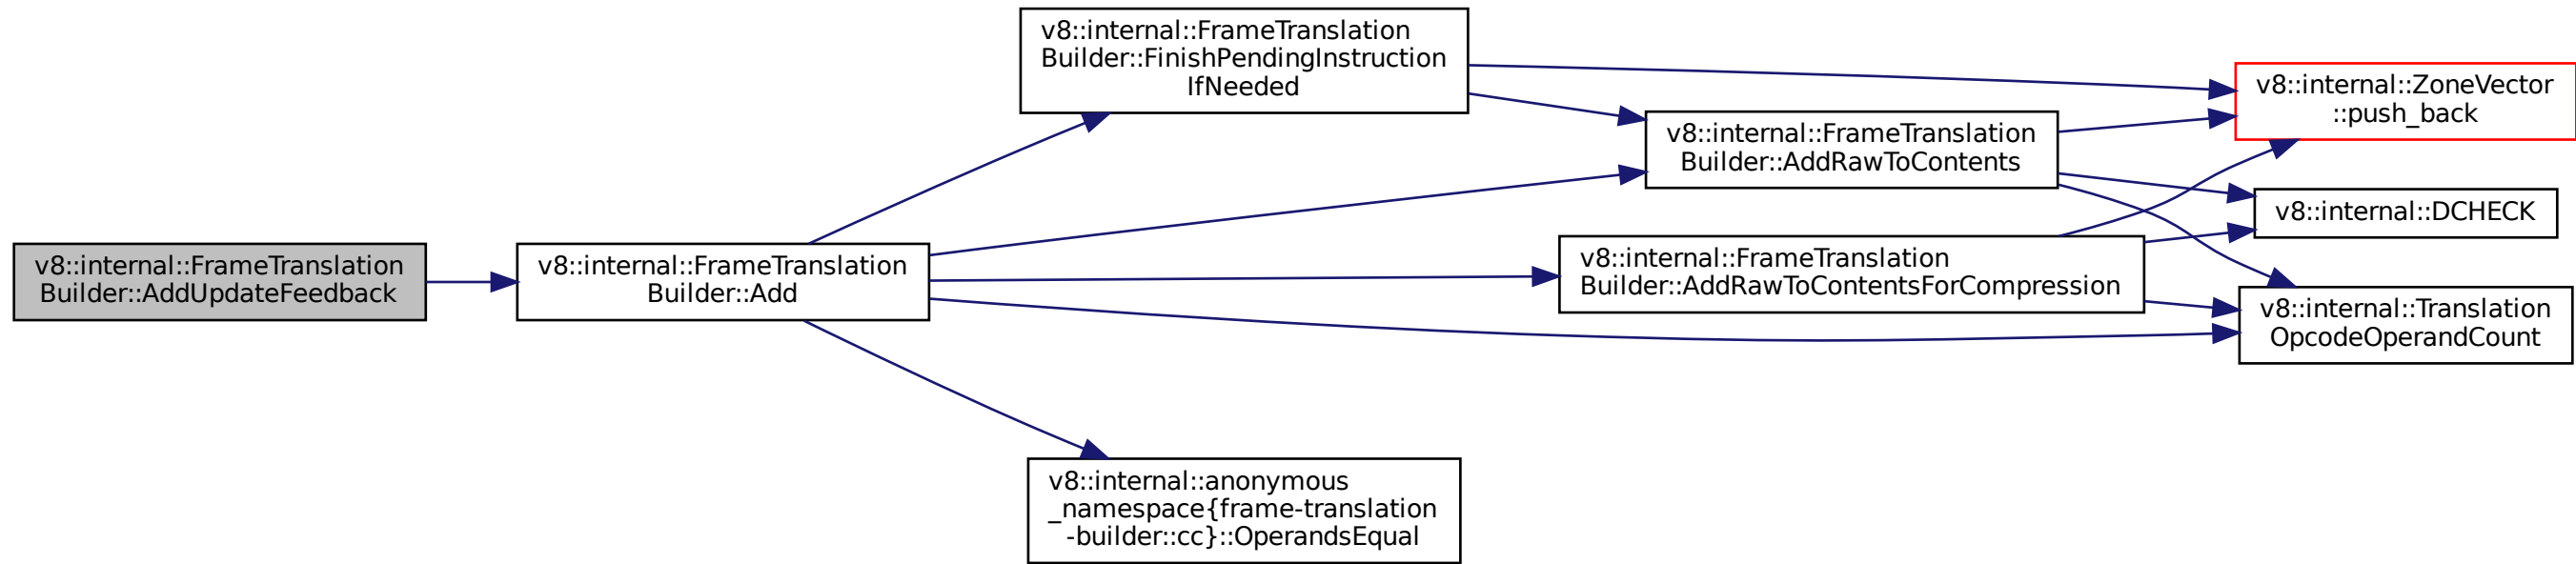 v8::internal::FrameTranslation
Builder::AddUpdateFeedback
v8::internal::FrameTranslation
Builder::Add
v8::internal::FrameTranslation
Builder::FinishPendingInstruction
IfNeeded
v8::internal::FrameTranslation
Builder::AddRawToContents
v8::internal::FrameTranslation
Builder::AddRawToContentsForCompression
v8::internal::anonymous
_namespace{frame-translation
-builder::cc}::OperandsEqual
v8::internal::ZoneVector
::push_back
v8::internal::DCHECK
v8::internal::Translation
OpcodeOperandCount